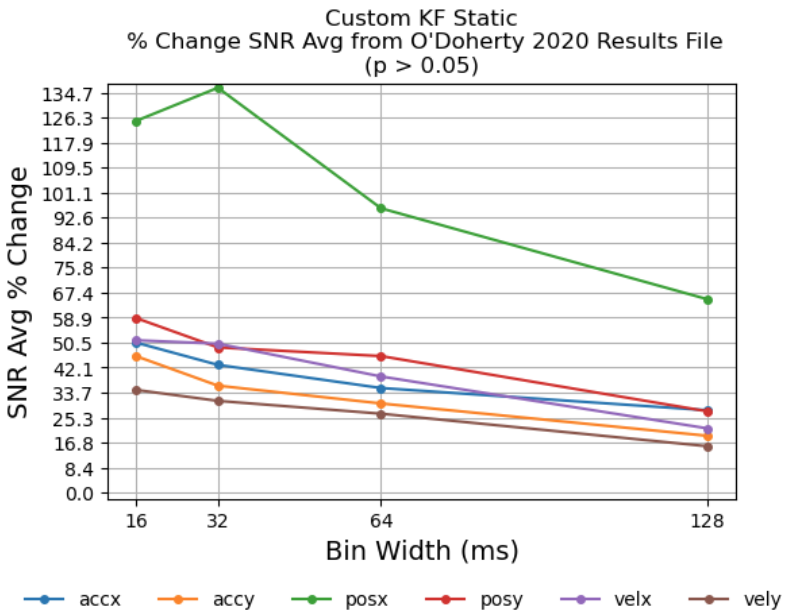 Custom KF Static
% Change SNR Avg from O'Doherty 2020 Results File
(p > 0.05)
SNR Avg % Change
134.7
126.3
117.9
109.5
101.1
92.6
84.2
75.8
67.4
58.9
50.5
42.1
33.7
25.3
16.8
8.4
0.0
16 32 64 128
Bin Width (ms)
accx accy posx posy velx vely